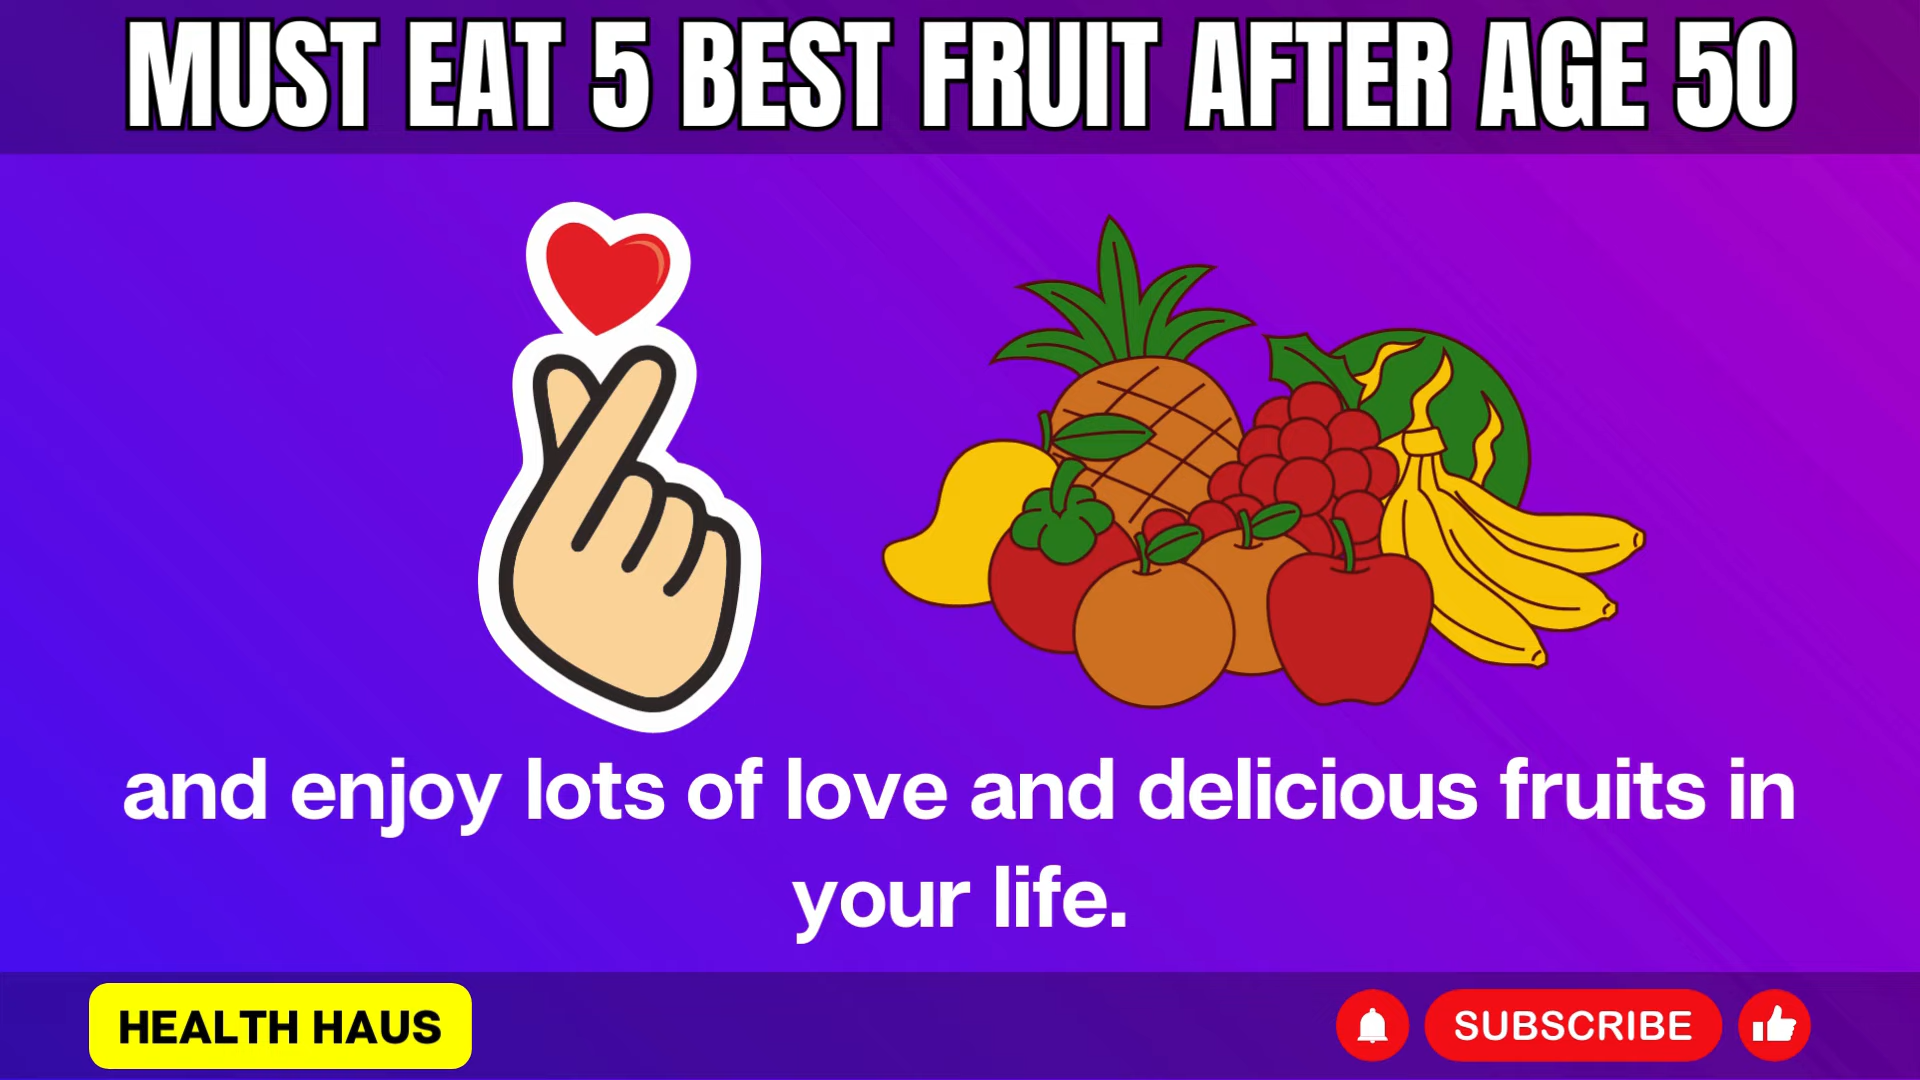 MUST EAT 5 BEST FRUIT AFTER AGE 50
and enjoy lots of love and delicious fruits in
your life.
HEALTH HAUS
SUBSCRIBE